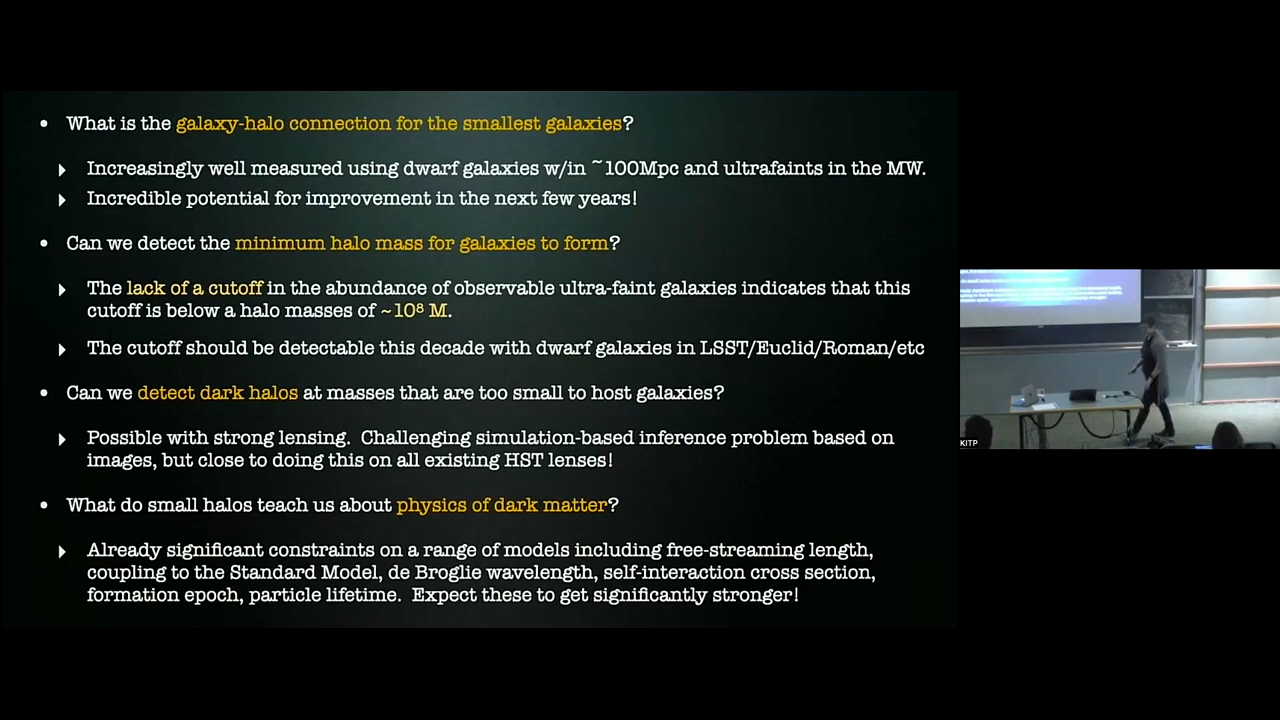 • What is the galaxy-halo connection for the smallest galaxies?
Increasingly well measured using dwarf galaxies w/in ~100Mpc and ultrafaints in the MW.
Incredible potential for improvement in the next few years!
• Can we detect the minimum halo mass for galaxies to form?
The lack of a cutoff in the abundance of observable ultra-faint galaxies indicates that this
cutoff is below a halo masses of ~10⁸ M.
The cutoff should be detectable this decade with dwarf galaxies in LSST/Euclid/Roman/etc
• Can we detect dark halos at masses that are too small to host galaxies?
Possible with strong lensing. Challenging simulation-based inference problem based on
images, but close to doing this on all existing HST lenses!
• What do small halos teach us about physics of dark matter?
Already significant constraints on a range of models including free-streaming length,
coupling to the Standard Model, de Broglie wavelength, self-interaction cross section,
formation epoch, particle lifetime. Expect these to get significantly stronger!
KITP